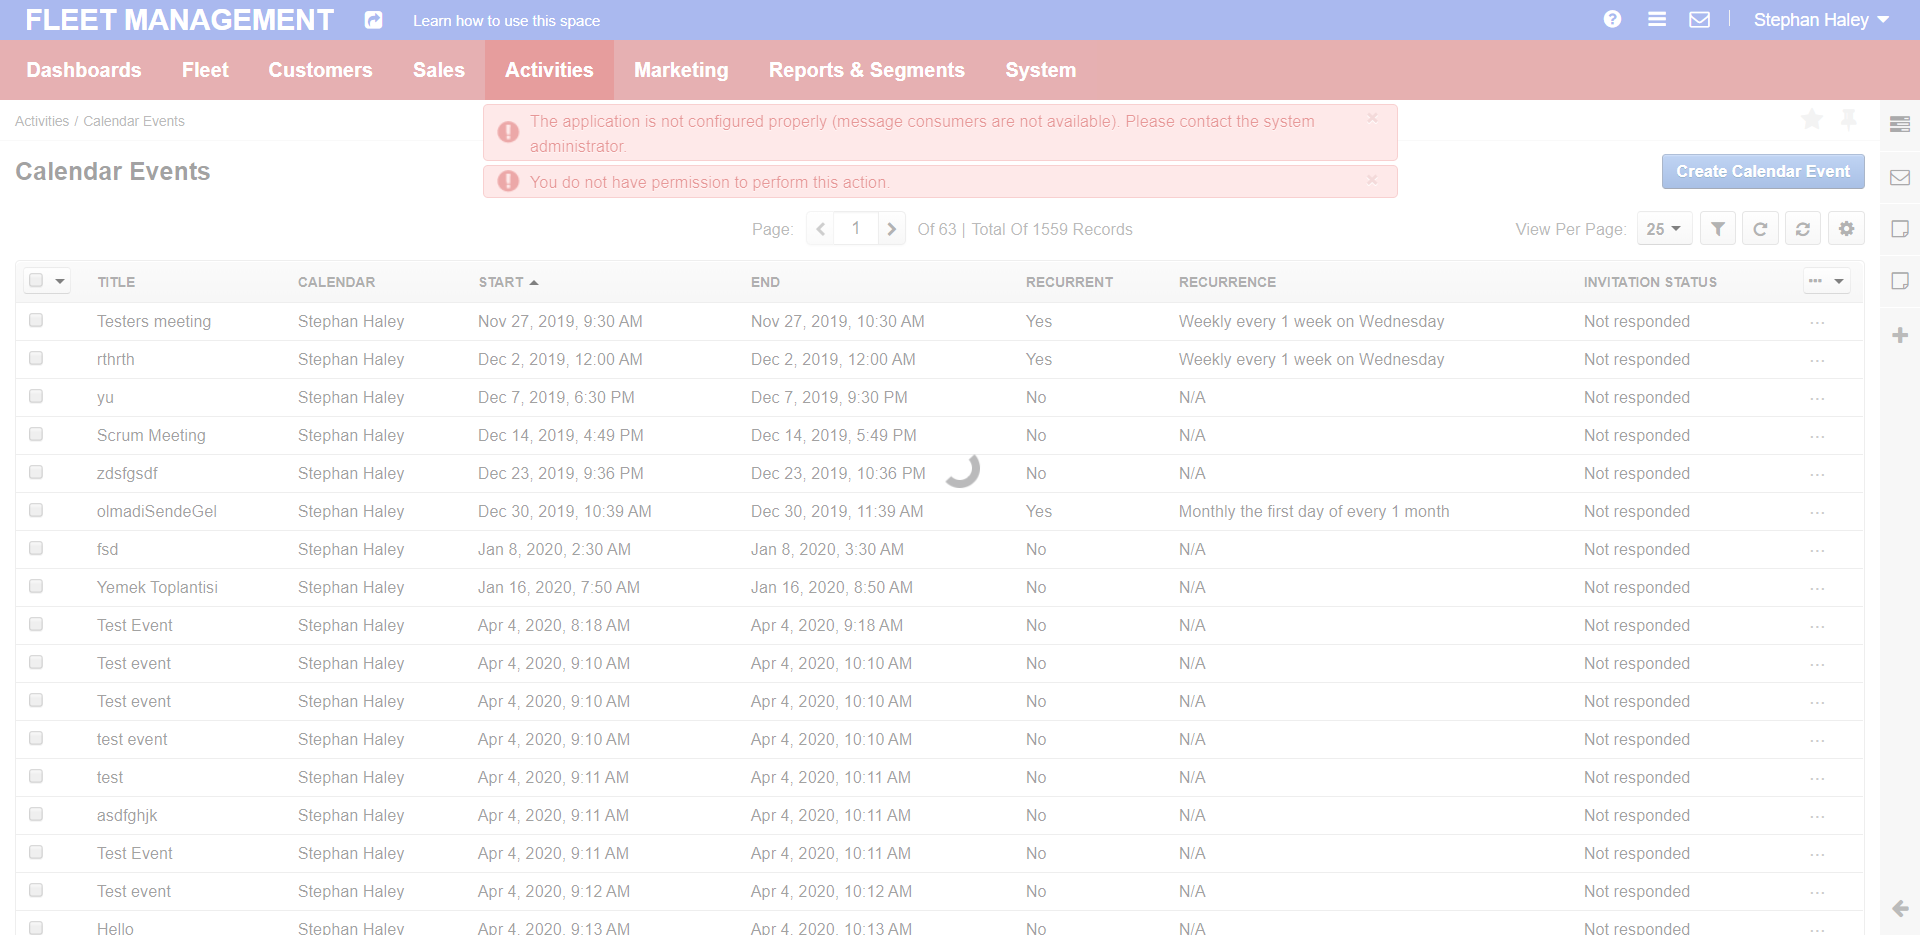 FLEET MANAGEMENT Learn how to use this space Stephan Haley
Dashboards Fleet Customers Sales Activities Marketing Reports & Segments System
Activities / Calendar Events
The application is not configured properly (message consumers are not available). Please contact the system
administrator.
You do not have permission to perform this action.
Calendar Events
Create Calendar Event
Page: 1 Of 63 | Total Of 1559 Records View Per Page: 25
TITLE CALENDAR START END RECURRENT RECURRENCE INVITATION STATUS
Testers meeting Stephan Haley Nov 27, 2019, 9:30 AM Nov 27, 2019, 10:30 AM Yes Weekly every 1 week on Wednesday Not responded
rthrth Stephan Haley Dec 2, 2019, 12:00 AM Dec 2, 2019, 12:00 AM Yes Weekly every 1 week on Wednesday Not responded
yu Stephan Haley Dec 7, 2019, 6:30 PM Dec 7, 2019, 9:30 PM No N/A Not responded
Scrum Meeting Stephan Haley Dec 14, 2019, 4:49 PM Dec 14, 2019, 5:49 PM No N/A Not responded
zdsfgsdf Stephan Haley Dec 23, 2019, 9:36 PM Dec 23, 2019, 10:36 PM No N/A Not responded
olmadiSendeGel Stephan Haley Dec 30, 2019, 10:39 AM Dec 30, 2019, 11:39 AM Yes Monthly the first day of every 1 month Not responded
fsd Stephan Haley Jan 8, 2020, 2:30 AM Jan 8, 2020, 3:30 AM No N/A Not responded
Yemek Toplantisi Stephan Haley Jan 16, 2020, 7:50 AM Jan 16, 2020, 8:50 AM No N/A Not responded
Test Event Stephan Haley Apr 4, 2020, 8:18 AM Apr 4, 2020, 9:18 AM No N/A Not responded
Test event Stephan Haley Apr 4, 2020, 9:10 AM Apr 4, 2020, 10:10 AM No N/A Not responded
Test event Stephan Haley Apr 4, 2020, 9:10 AM Apr 4, 2020, 10:10 AM No N/A Not responded
test event Stephan Haley Apr 4, 2020, 9:10 AM Apr 4, 2020, 10:10 AM No N/A Not responded
test Stephan Haley Apr 4, 2020, 9:11 AM Apr 4, 2020, 10:11 AM No N/A Not responded
asdfghjk Stephan Haley Apr 4, 2020, 9:11 AM Apr 4, 2020, 10:11 AM No N/A Not responded
Test Event Stephan Haley Apr 4, 2020, 9:11 AM Apr 4, 2020, 10:11 AM No N/A Not responded
Test event Stephan Haley Apr 4, 2020, 9:12 AM Apr 4, 2020, 10:12 AM No N/A Not responded
Hello Stephan Haley Apr 4, 2020, 9:13 AM Apr 4, 2020, 10:13 AM No N/A Not responded